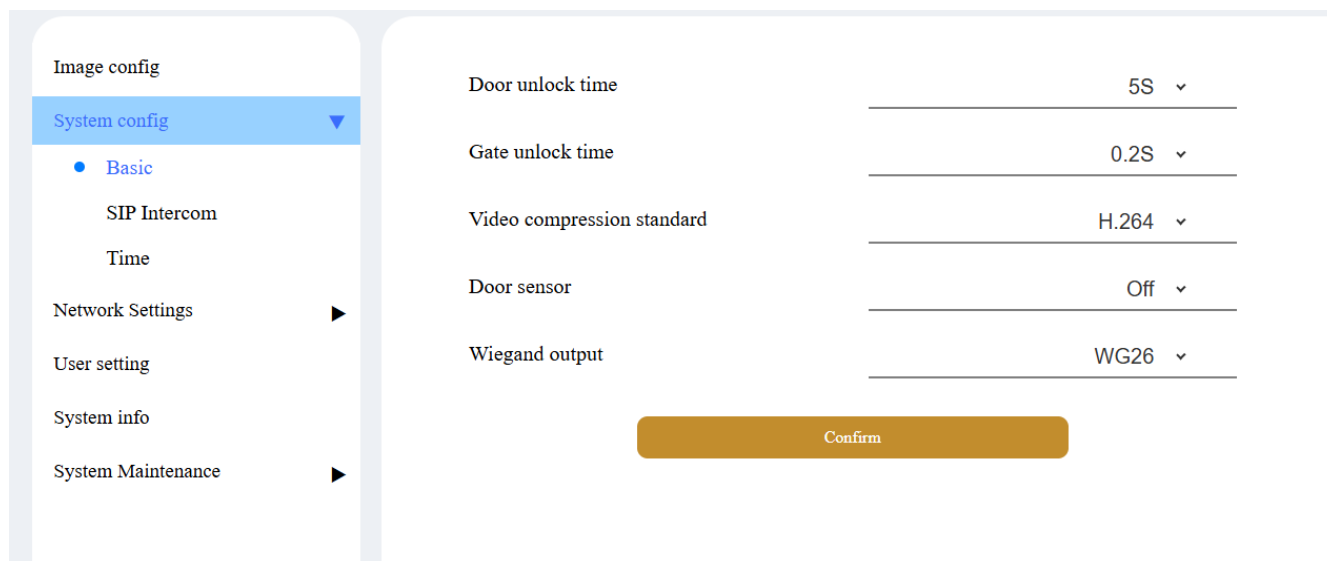 Image config
System config
Basic
SIP Intercom
Time
Network Settings
User setting
System info
System Maintenance
Door unlock time 5S
Gate unlock time 0.2S
Video compression standard H.264
Door sensor Off
Wiegand output WG26
Confirm